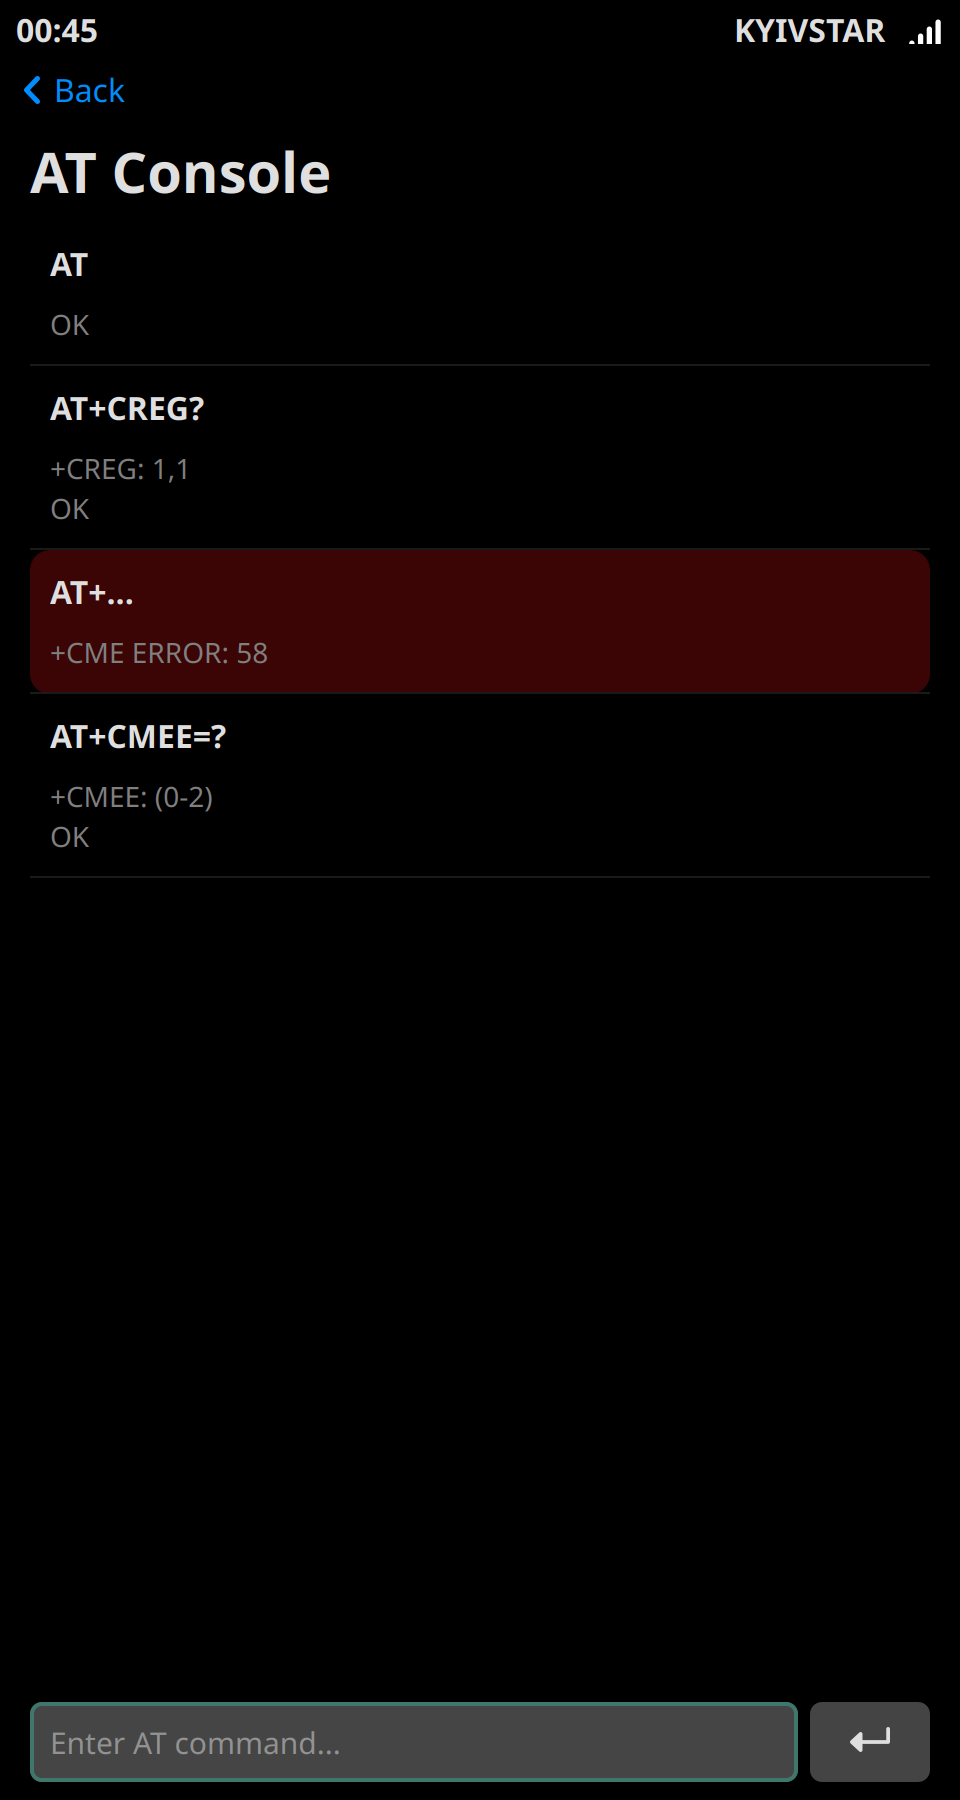 00:45 KYIVSTAR
Back
AT Console
AT
OK
AT+CREG?
+CREG: 1,1
OK
AT+...
+CME ERROR: 58
AT+CMEE=?
+CMEE: (0-2)
OK
Enter AT command...